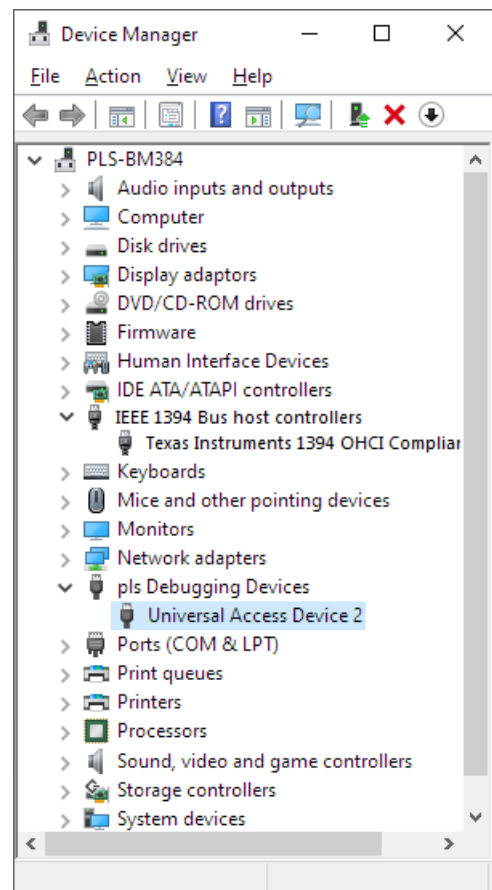 Device Manager
File Action View Help
PLS-BM384
Audio inputs and outputs
Computer
Disk drives
Display adaptors
DVD/CD-ROM drives
Firmware
Human Interface Devices
IDE ATA/ATAPI controllers
IEEE 1394 Bus host controllers
Texas Instruments 1394 OHCI
Keyboards
Mice and other pointing devices
Monitors
Network adapters
pls Debugging Devices
Universal Access Device 2
Ports (COM & LPT)
Print queues
Printers
Processors
Sound, video and game controllers
Storage controllers
System devices